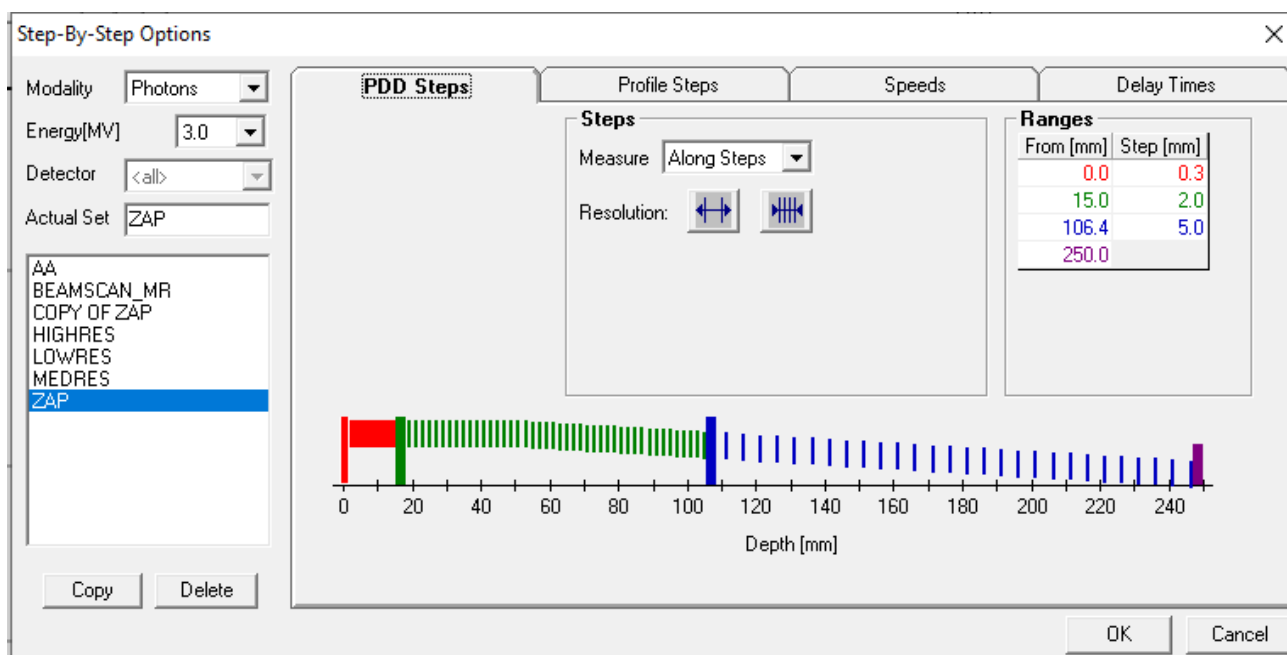 Step-By-Step Options
Modality Photons
Energy[MV] 3.0
Detector <all>
Actual Set ZAP
AA
BEAMSCAN_MR
COPY OF ZAP
HIGHRES
LOWRES
MEDRES
ZAP
Copy Delete
PDD Steps Profile Steps Speeds Delay Times
Steps
Measure Along Steps
Resolution:
Ranges
From [mm] Step [mm]
0.0 0.3
15.0 2.0
106.4 5.0
250.0
0 20 40 60 80 100 120 140 160 180 200 220 240
Depth [mm]
OK Cancel